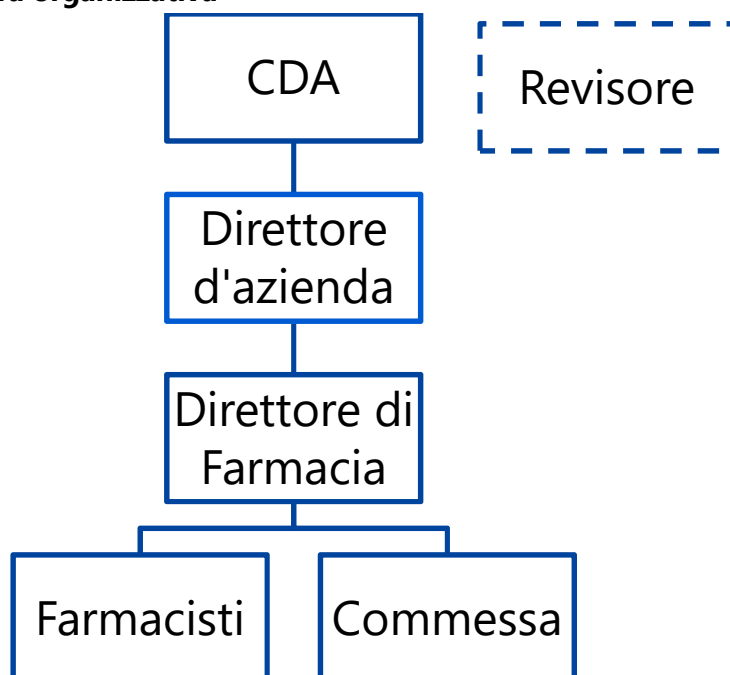 CDA
Revisore
Direttore
d'azienda
Direttore di
Farmacia
Farmacisti
Commessa